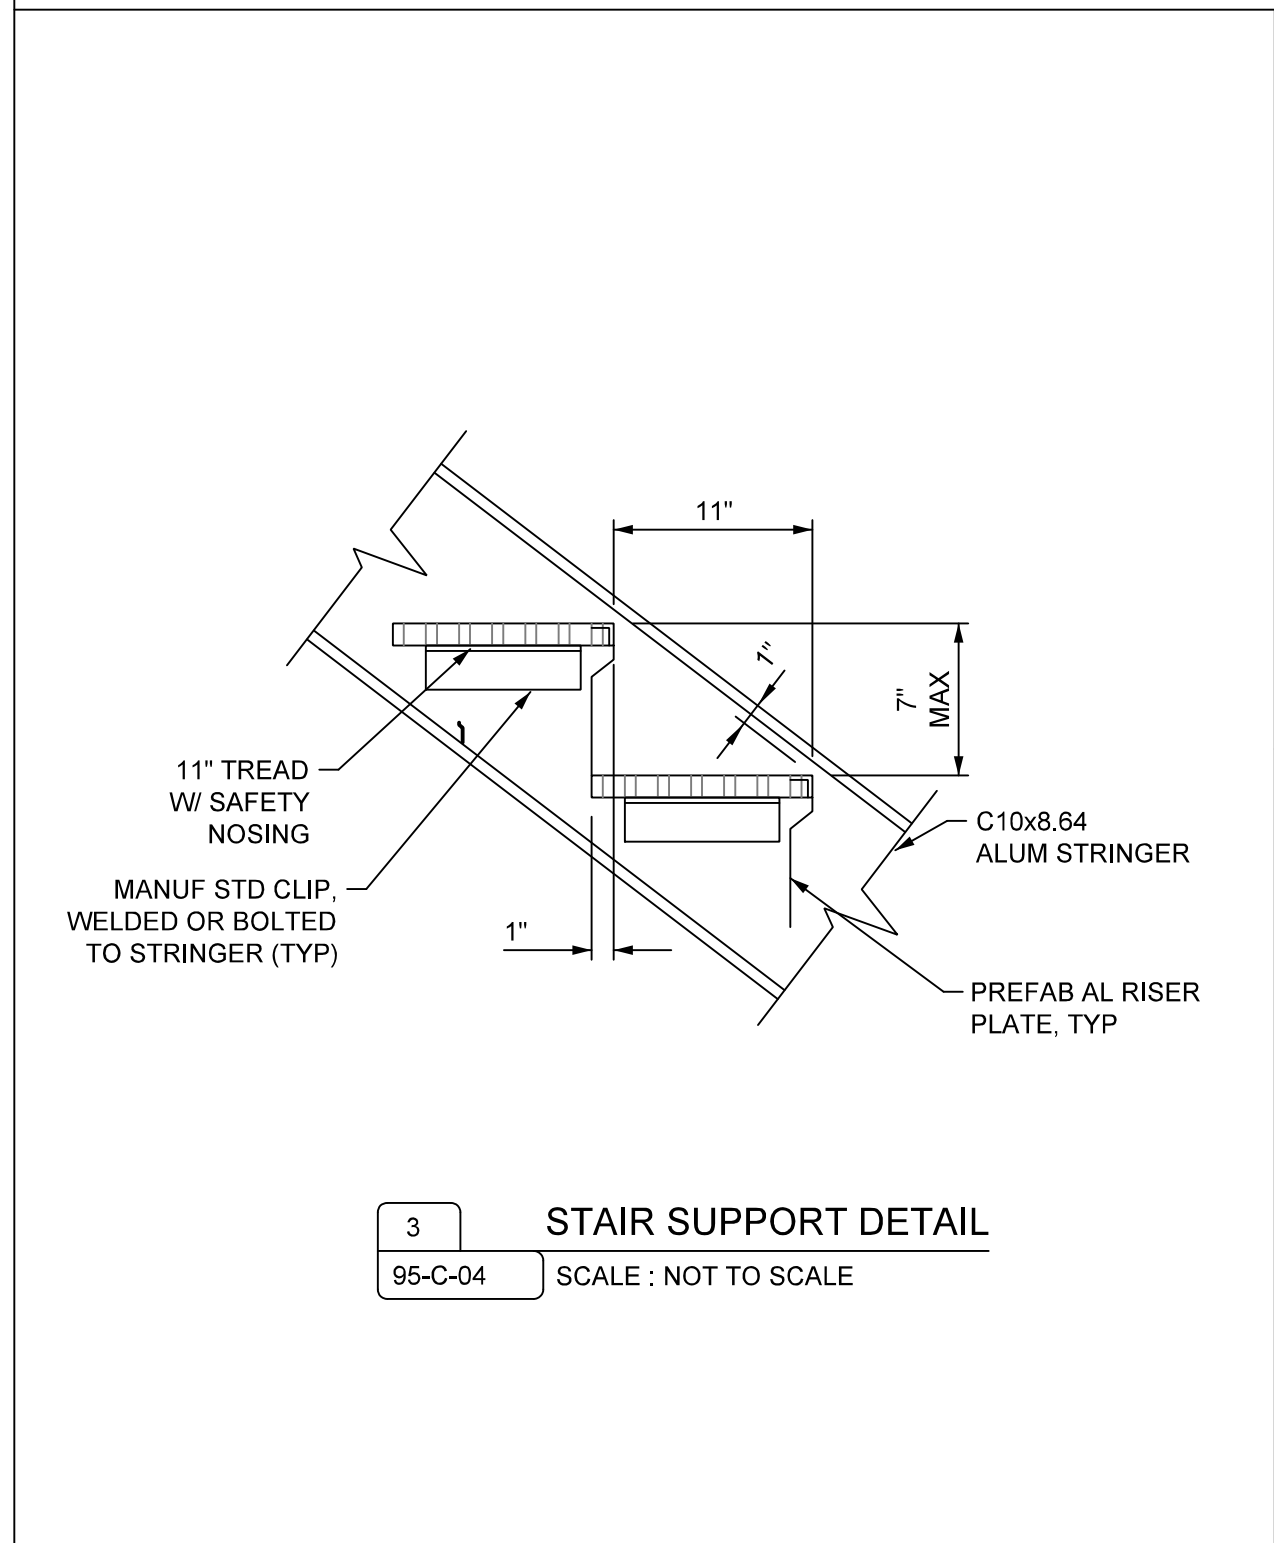 11"
1"
7"
MAX
11" TREAD
W/ SAFETY
NOSING
C10x8.64
ALUM STRINGER
MANUF STD CLIP,
WELDED OR BOLTED
TO STRINGER (TYP)
1"
PREFAB AL RISER
PLATE, TYP
3
STAIR SUPPORT DETAIL
95-C-04
SCALE : NOT TO SCALE